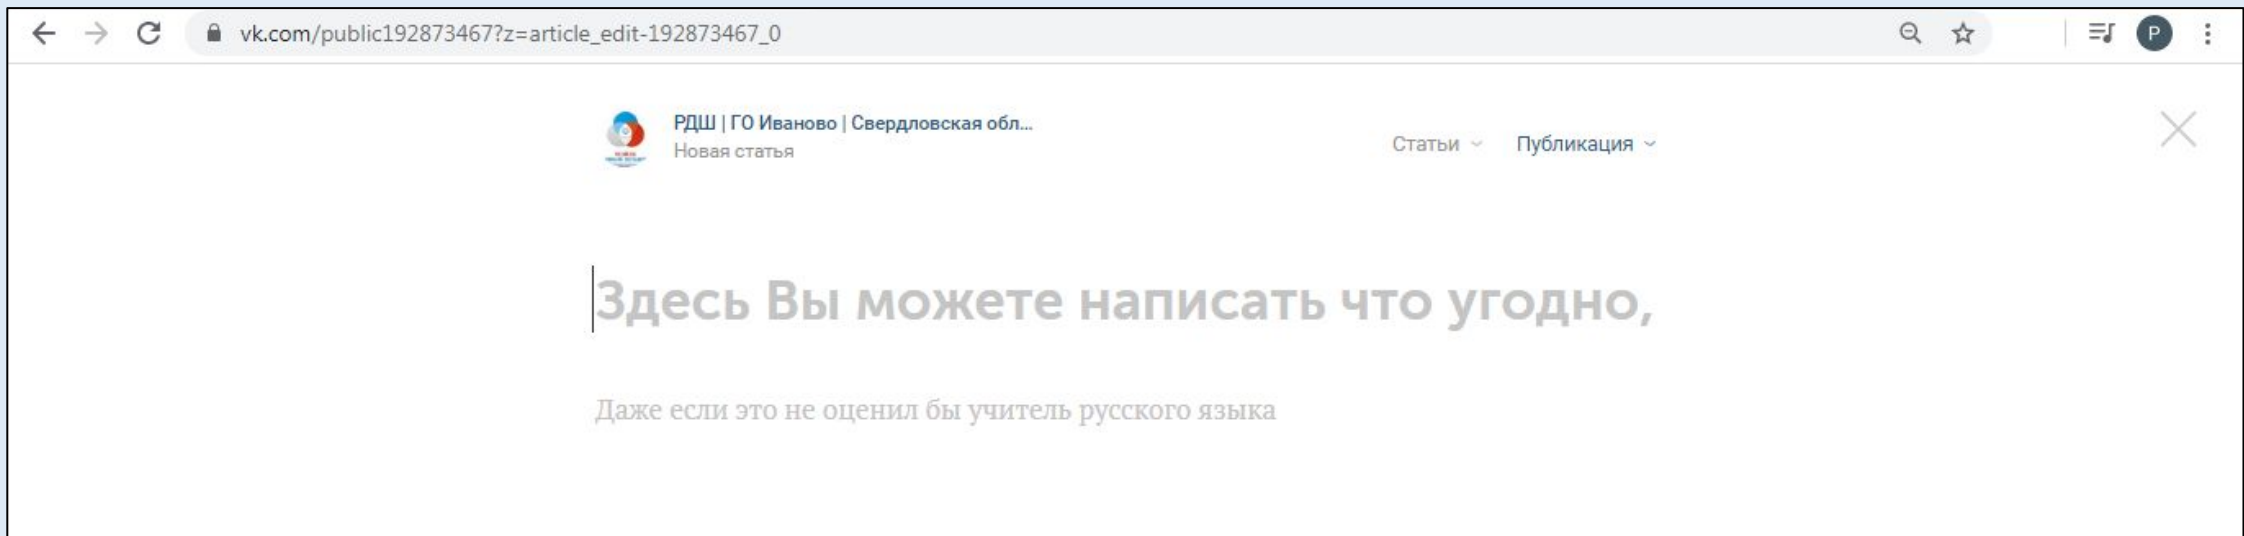 vk.com/public192873467?z=article_edit-192873467_0
P
РДШ | ГО Иваново | Свердловская обл...
Новая статья
Статьи
Публикация
Здесь Вы можете написать что угодно,
Даже если это не оценил бы учитель русского языка